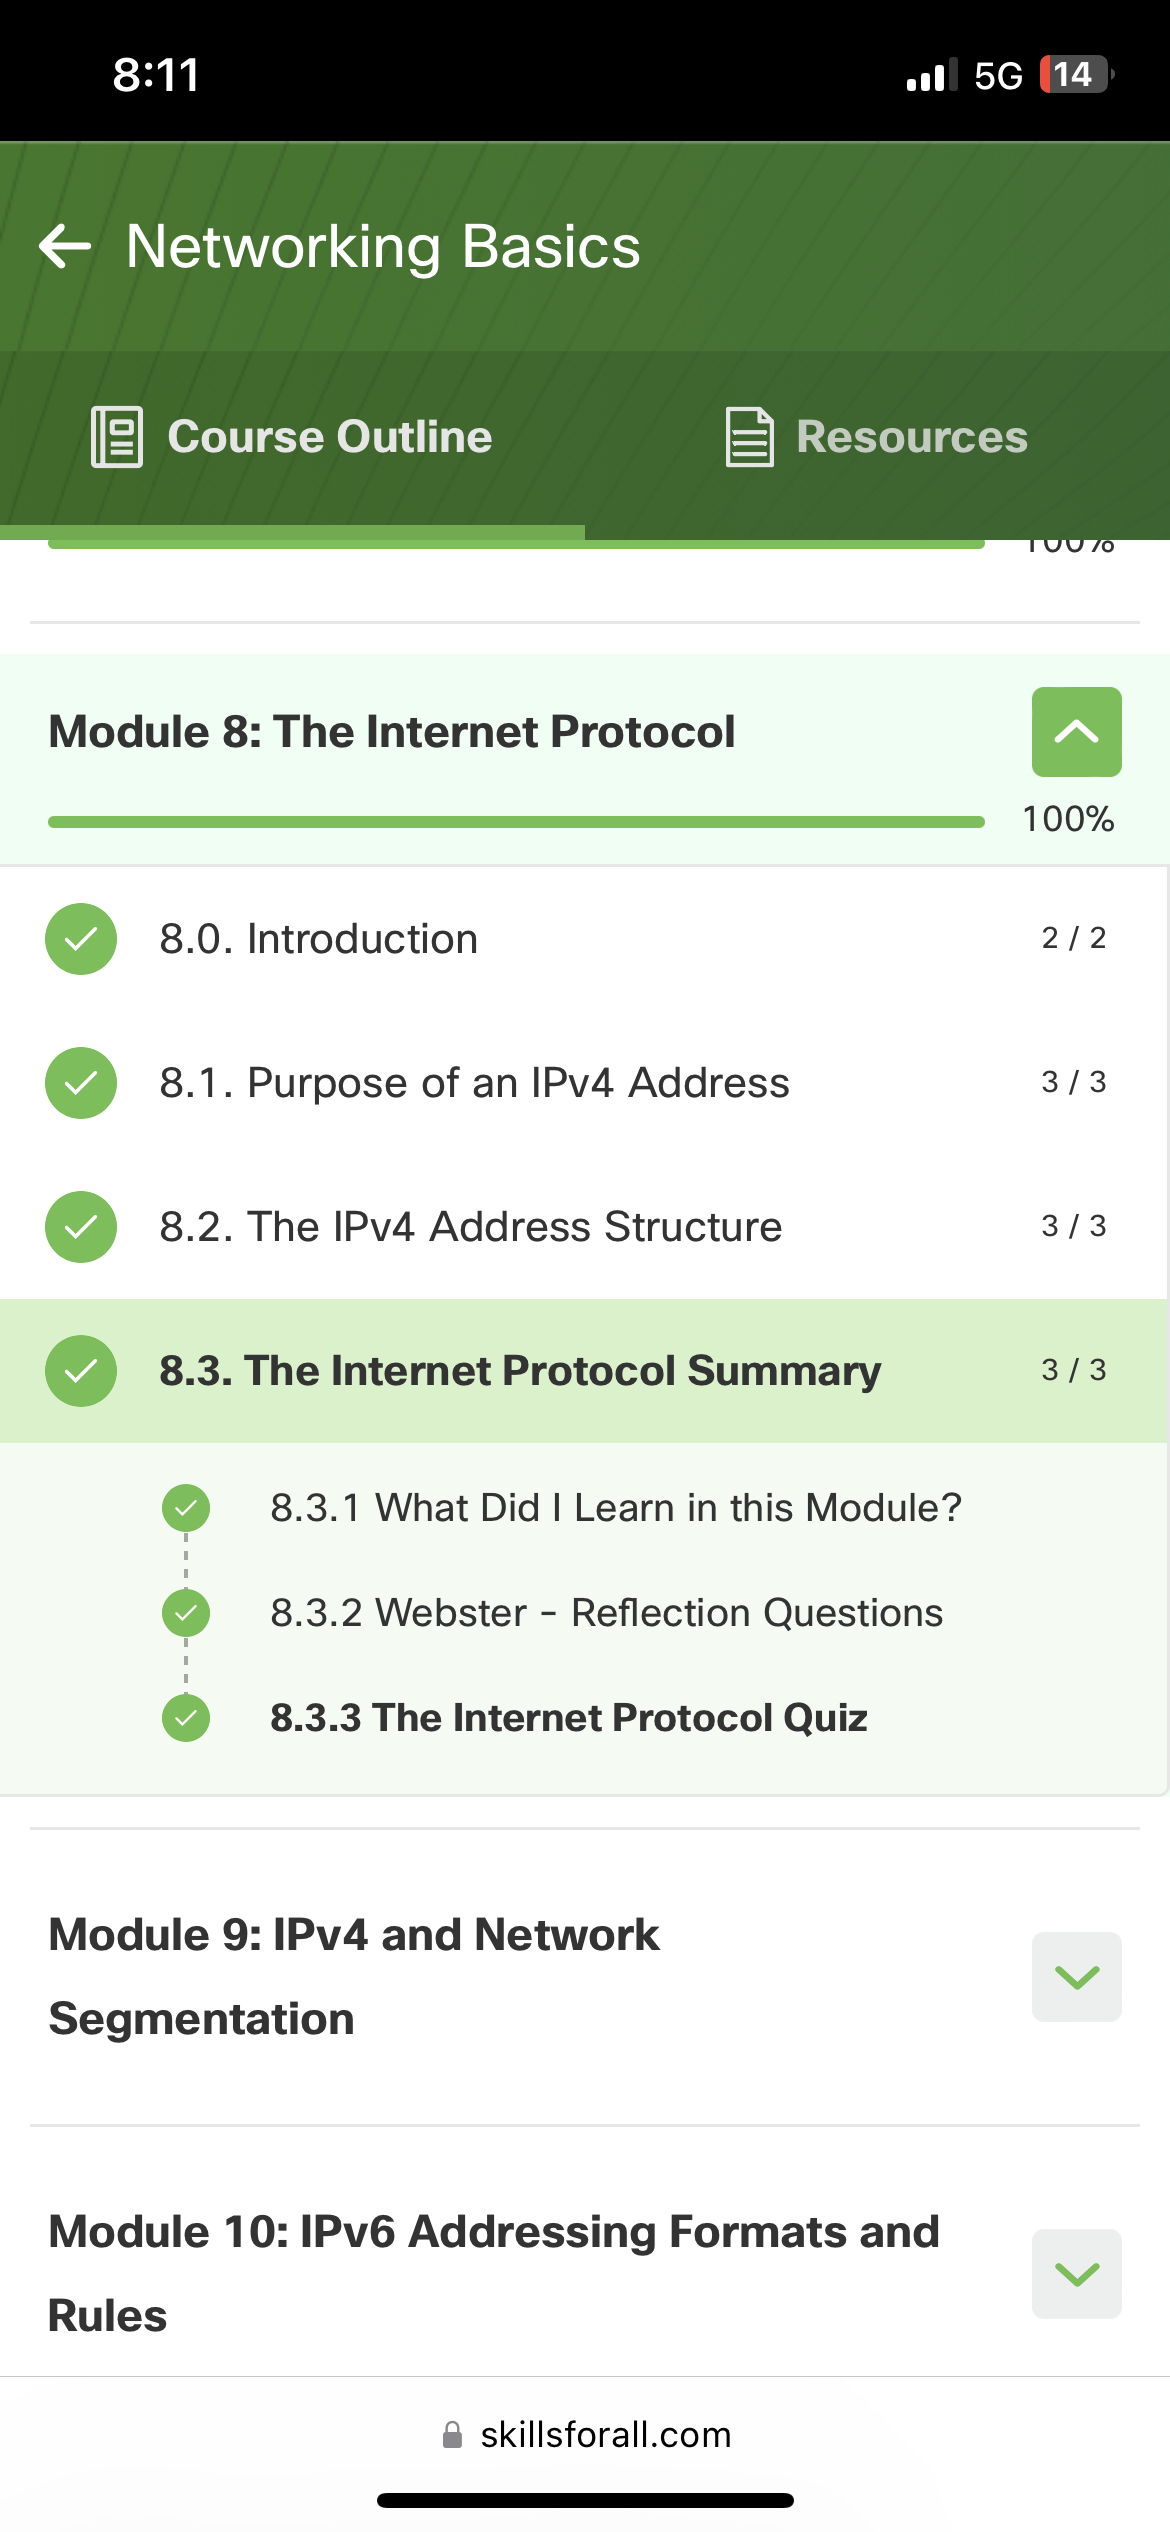 8:11
5G 14
Networking Basics
Course Outline
Resources
100%
Module 8: The Internet Protocol
100%
8.0. Introduction 2 / 2
8.1. Purpose of an IPv4 Address 3 / 3
8.2. The IPv4 Address Structure 3 / 3
8.3. The Internet Protocol Summary 3 / 3
8.3.1 What Did I Learn in this Module?
8.3.2 Webster - Reflection Questions
8.3.3 The Internet Protocol Quiz
Module 9: IPv4 and Network
Segmentation
Module 10: IPv6 Addressing Formats and
Rules
skillsforall.com